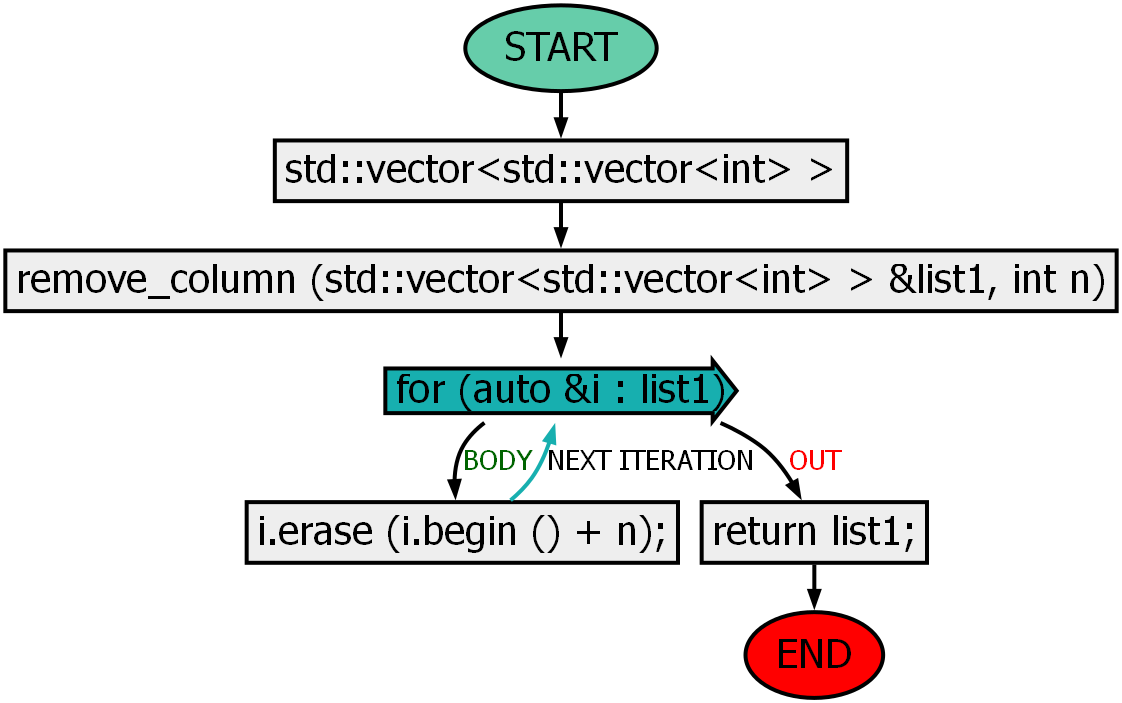 START
std::vector<std::vector<int> >
remove_column (std::vector<std::vector<int> > &list1, int n)
for (auto &i : list1)
BODY
NEXT ITERATION
OUT
i.erase (i.begin () + n);
return list1;
END